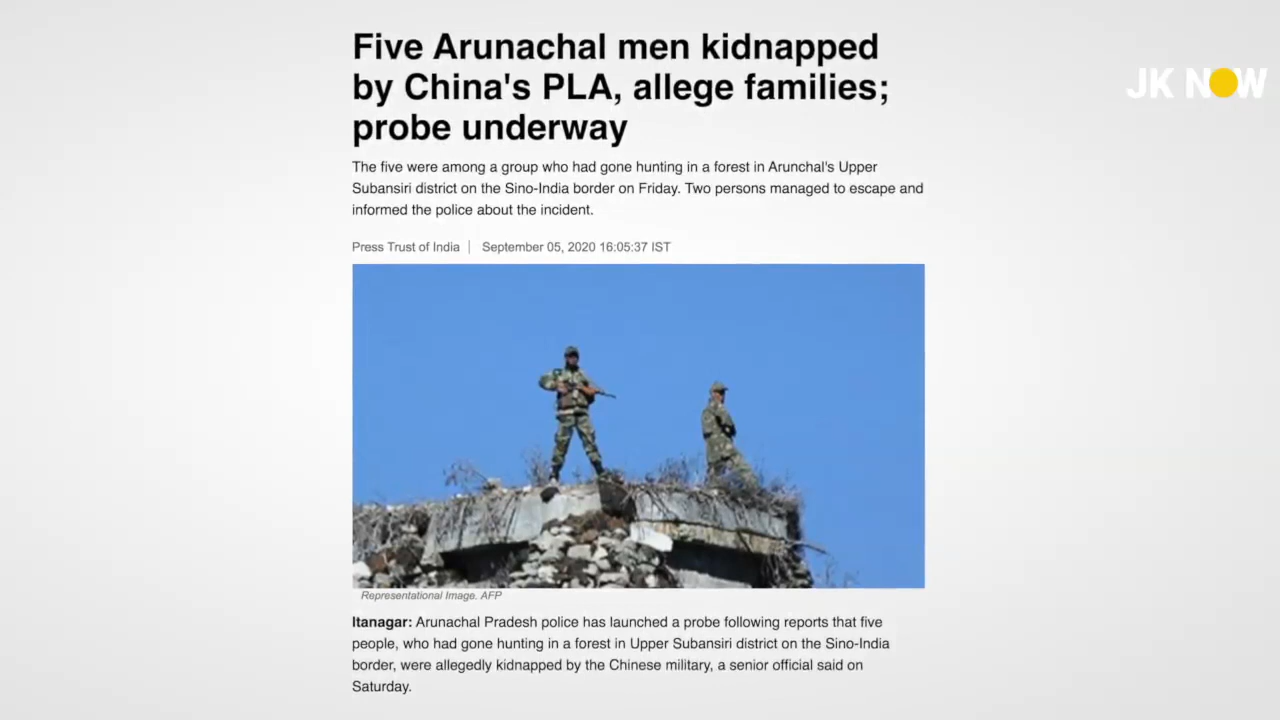 Five Arunachal men kidnapped
by China's PLA, allege families;
probe underway
JK NOW
The five were among a group who had gone hunting in a forest in Arunchal's Upper
Subansiri district on the Sino-India border on Friday. Two persons managed to escape and
informed the police about the incident.
Press Trust of India | September 05, 2020 16:05:37 IST
Representational Image. AFP
Itanagar: Arunachal Pradesh police has launched a probe following reports that five
people, who had gone hunting in a forest in Upper Subansiri district on the Sino-India
border, were allegedly kidnapped by the Chinese military, a senior official said on
Saturday.